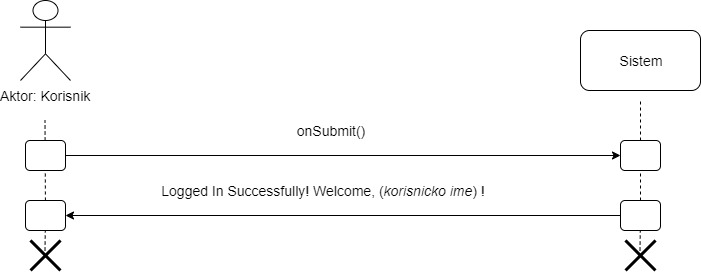 Sistem
Aktor: Korisnik
onSubmit()
Logged In Successfully! Welcome, (korisnicko ime) !